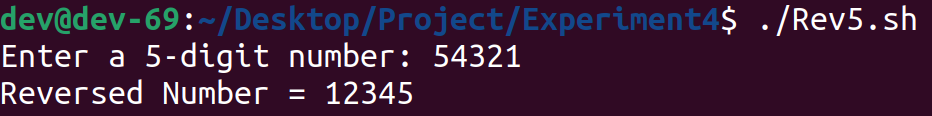 dev@dev-69:~/Desktop/Project/Experiment4$ ./Rev5.sh
Enter a 5-digit number: 54321
Reversed Number = 12345